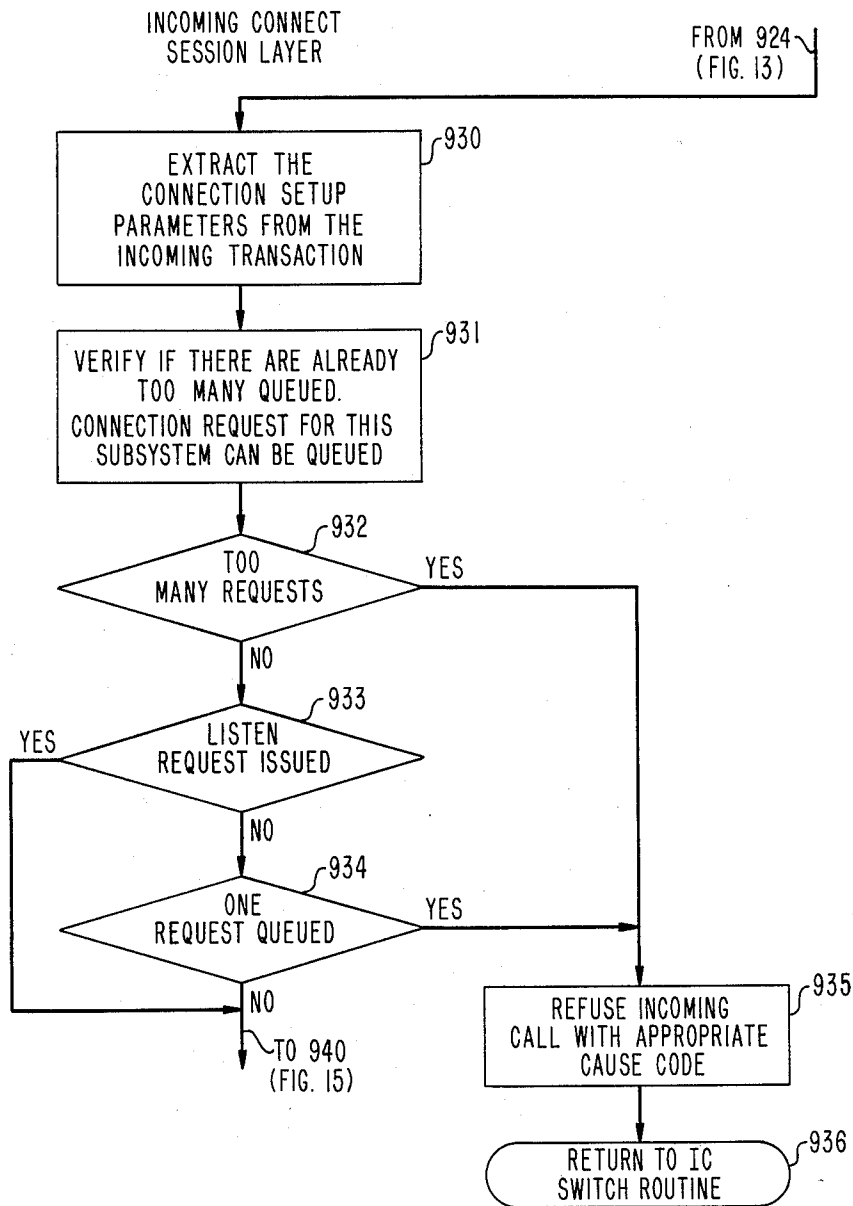 INCOMING CONNECT
SESSION LAYER
FROM 924
(FIG. 13)
930
EXTRACT THE
CONNECTION SETUP
PARAMETERS FROM THE
INCOMING TRANSACTION
931
VERIFY IF THERE ARE ALREADY
TOO MANY QUEUED.
CONNECTION REQUEST FOR THIS
SUBSYSTEM CAN BE QUEUED
932
TOO
MANY REQUESTS
YES
NO
933
YES
LISTEN
REQUEST ISSUED
NO
934
ONE
REQUEST QUEUED
YES
NO
TO 940
(FIG. 15)
935
REFUSE INCOMING
CALL WITH APPROPRIATE
CAUSE CODE
936
RETURN TO IC
SWITCH ROUTINE